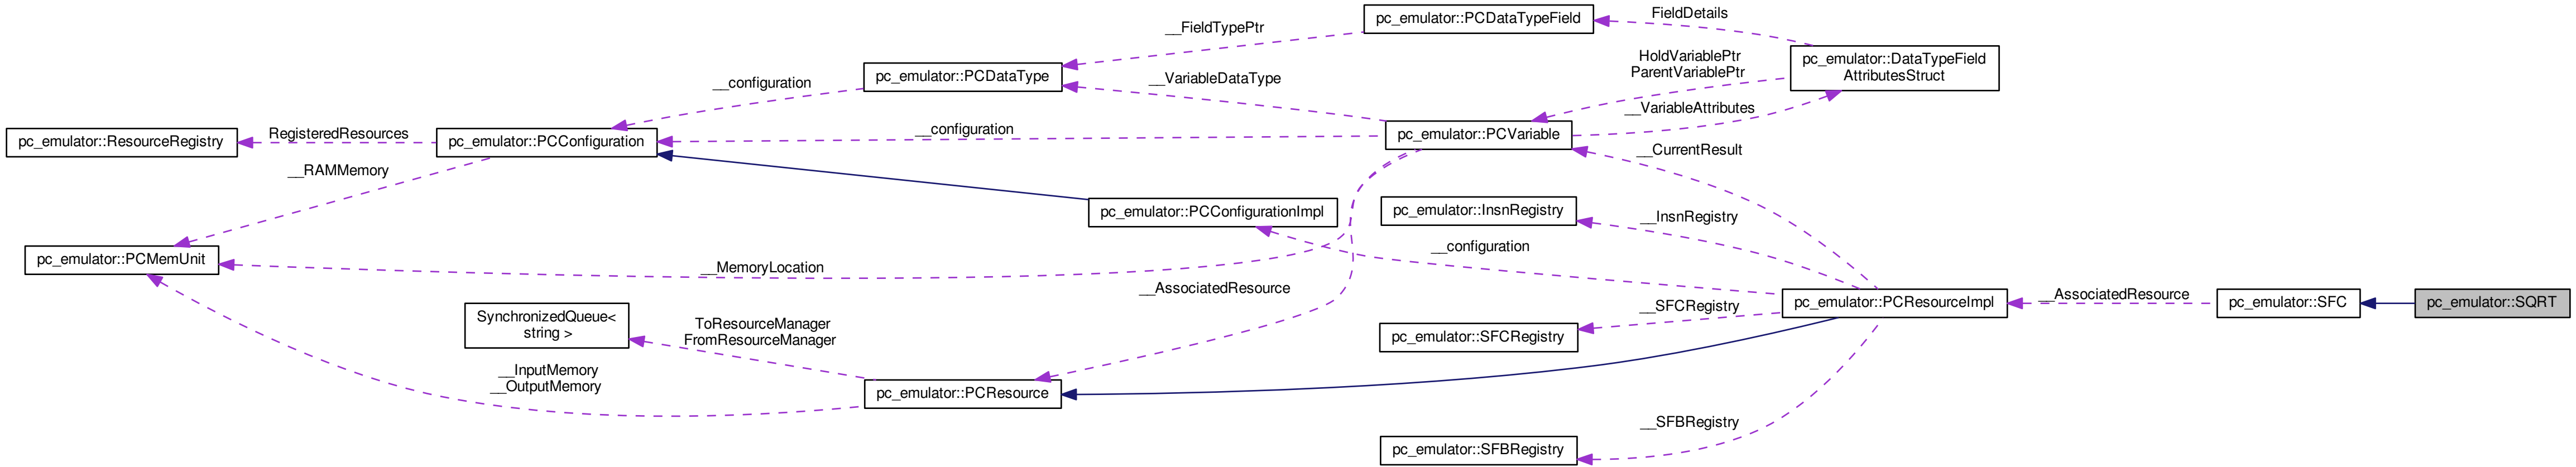 pc_emulator::PCDataTypeField
FieldDetails
__FieldTypePtr
HoldVariablePtr
ParentVariablePtr
pc_emulator::DataTypeField
AttributesStruct
pc_emulator::PCDataType
__configuration
__VariableDataType
__VariableAttributes
pc_emulator::ResourceRegistry
RegisteredResources
pc_emulator::PCConfiguration
__configuration
pc_emulator::PCVariable
__CurrentResult
__RAMMemory
pc_emulator::PCConfigurationImpl
pc_emulator::InsnRegistry
__InsnRegistry
__configuration
pc_emulator::PCMemUnit
__MemoryLocation
__AssociatedResource
pc_emulator::PCResourceImpl
__AssociatedResource
pc_emulator::SFC
pc_emulator::SQRT
SynchronizedQueue<
string >
ToResourceManager
FromResourceManager
__SFCRegistry
pc_emulator::SFCRegistry
__InputMemory
__OutputMemory
pc_emulator::PCResource
__SFBRegistry
pc_emulator::SFBRegistry